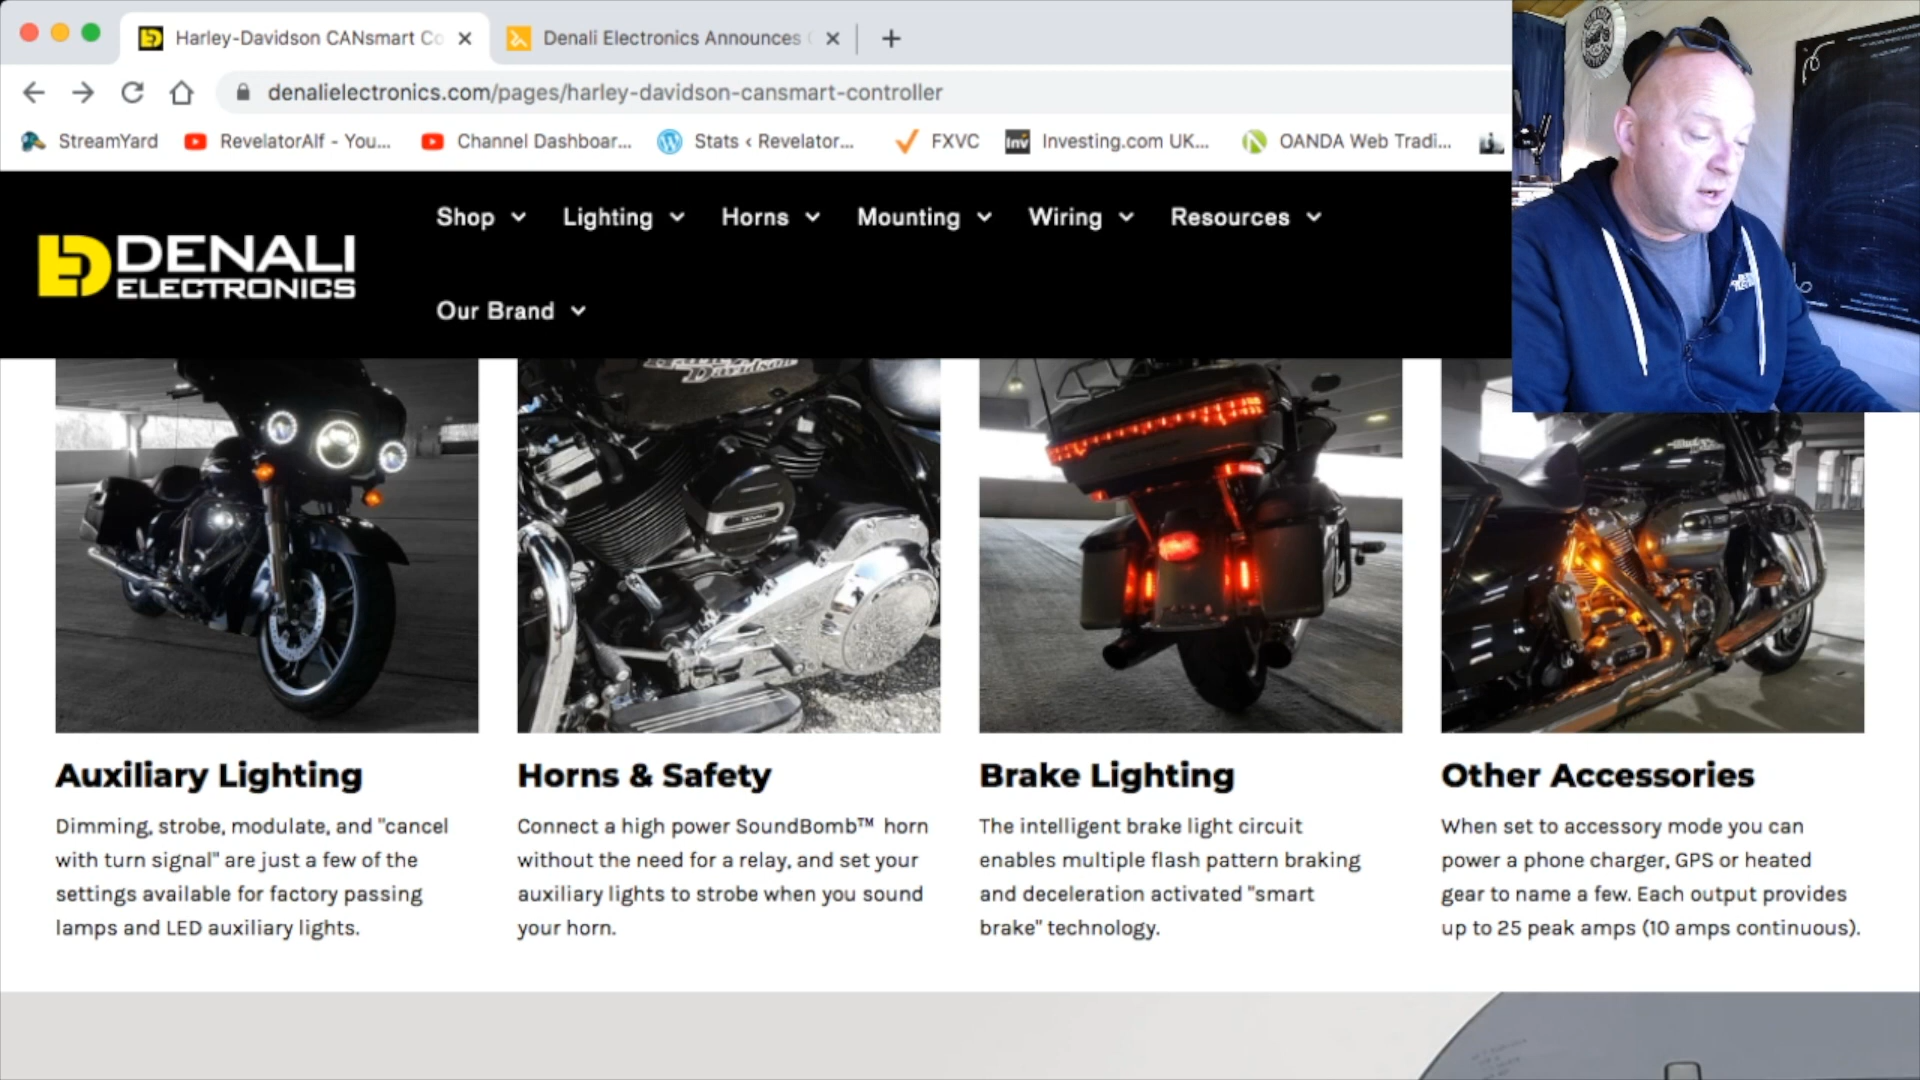 Harley-Davidson CANsmart Co
Denali Electronics Announces
denalielectronics.com/pages/harley-davidson-cansmart-controller
StreamYard
RevelatorAlf - You...
Channel Dashboar...
Stats ‹ Revelator...
FXVC
Inv
Investing.com UK...
OANDA Web Tradi...
Shop
Lighting
Horns
Mounting
Wiring
Resources
DENALI
ELECTRONICS
Our Brand
Davidson
DENALI
Auxiliary Lighting
Dimming, strobe, modulate, and "cancel
with turn signal" are just a few of the
settings available for factory passing
lamps and LED auxiliary lights.
Horns & Safety
Connect a high power SoundBomb™ horn
without the need for a relay, and set your
auxiliary lights to strobe when you sound
your horn.
Brake Lighting
The intelligent brake light circuit
enables multiple flash pattern braking
and deceleration activated "smart
brake" technology.
Other Accessories
When set to accessory mode you can
power a phone charger, GPS or heated
gear to name a few. Each output provides
up to 25 peak amps (10 amps continuous).